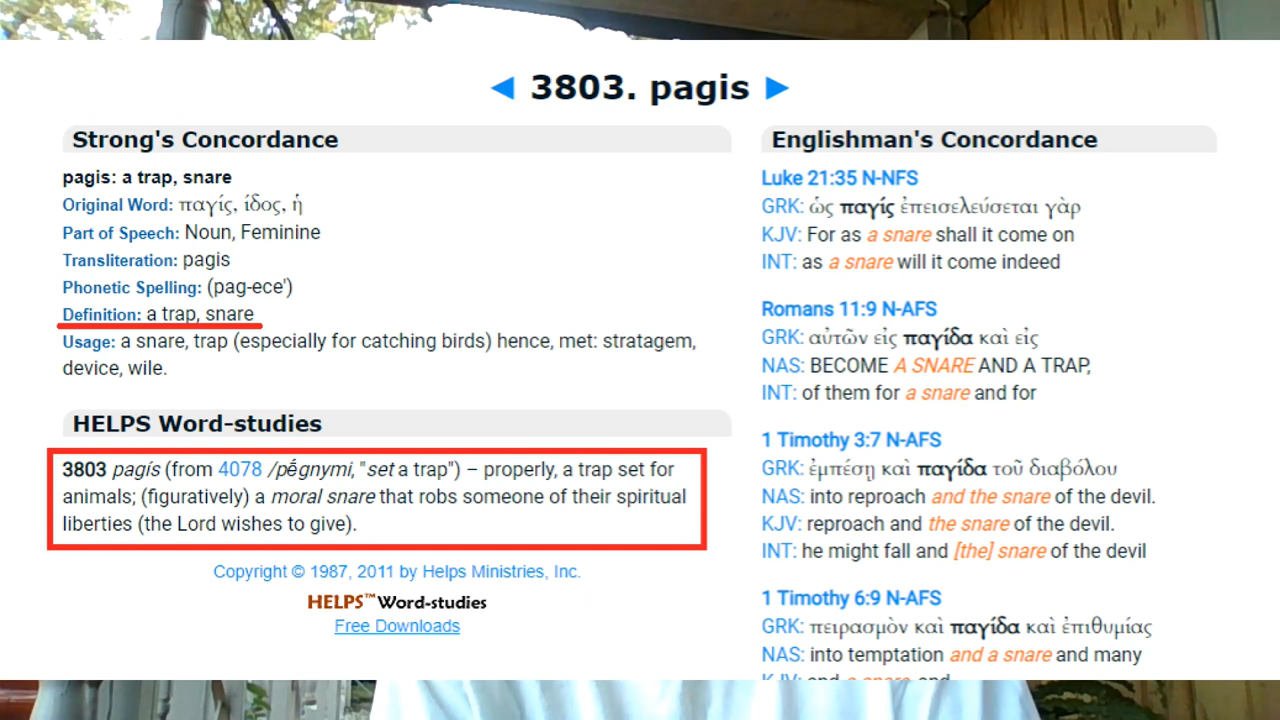 ◀ 3803. pagis ▶
Strong's Concordance
pagis: a trap, snare
Original Word: παγίς, ίδος, ἡ
Part of Speech: Noun, Feminine
Transliteration: pagis
Phonetic Spelling: (pag-ece')
Definition: a trap, snare
Usage: a snare, trap (especially for catching birds) hence, met: stratagem,
device, wile.
HELPS Word-studies
3803 pagís (from 4078 /pḗgnymi, "set a trap") – properly, a trap set for
animals; (figuratively) a moral snare that robs someone of their spiritual
liberties (the Lord wishes to give).
Copyright © 1987, 2011 by Helps Ministries, Inc.
HELPS™ Word-studies
Free Downloads
Englishman's Concordance
Luke 21:35 N-NFS
GRK: ὡς παγίς ἐπεισελεύσεται γὰρ
KJV: For as a snare shall it come on
INT: as a snare will it come indeed
Romans 11:9 N-AFS
GRK: αὐτῶν εἰς παγίδα καὶ εἰς
NAS: BECOME A SNARE AND A TRAP,
INT: of them for a snare and for
1 Timothy 3:7 N-AFS
GRK: ἐμπέσῃ καὶ παγίδα τοῦ διαβόλου
NAS: into reproach and the snare of the devil.
KJV: reproach and the snare of the devil.
INT: he might fall and [the] snare of the devil
1 Timothy 6:9 N-AFS
GRK: πειρασμὸν καὶ παγίδα καὶ ἐπιθυμίας
NAS: into temptation and a snare and many